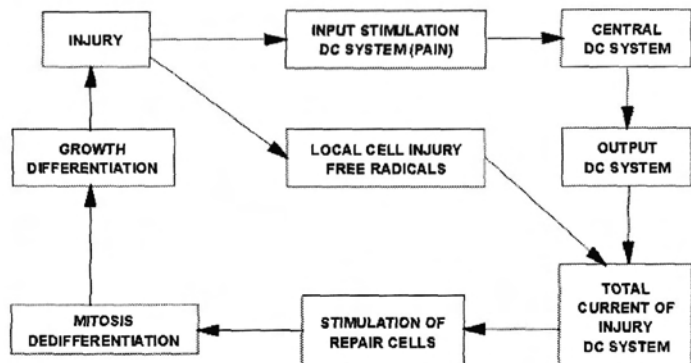 INJURY
INPUT STIMULATION
DC SYSTEM (PAIN)
CENTRAL
DC SYSTEM
GROWTH
DIFFERENTIATION
LOCAL CELL INJURY
FREE RADICALS
OUTPUT
DC SYSTEM
MITOSIS
DEDIFFERENTIATION
STIMULATION OF
REPAIR CELLS
TOTAL
CURRENT OF
INJURY
DC SYSTEM